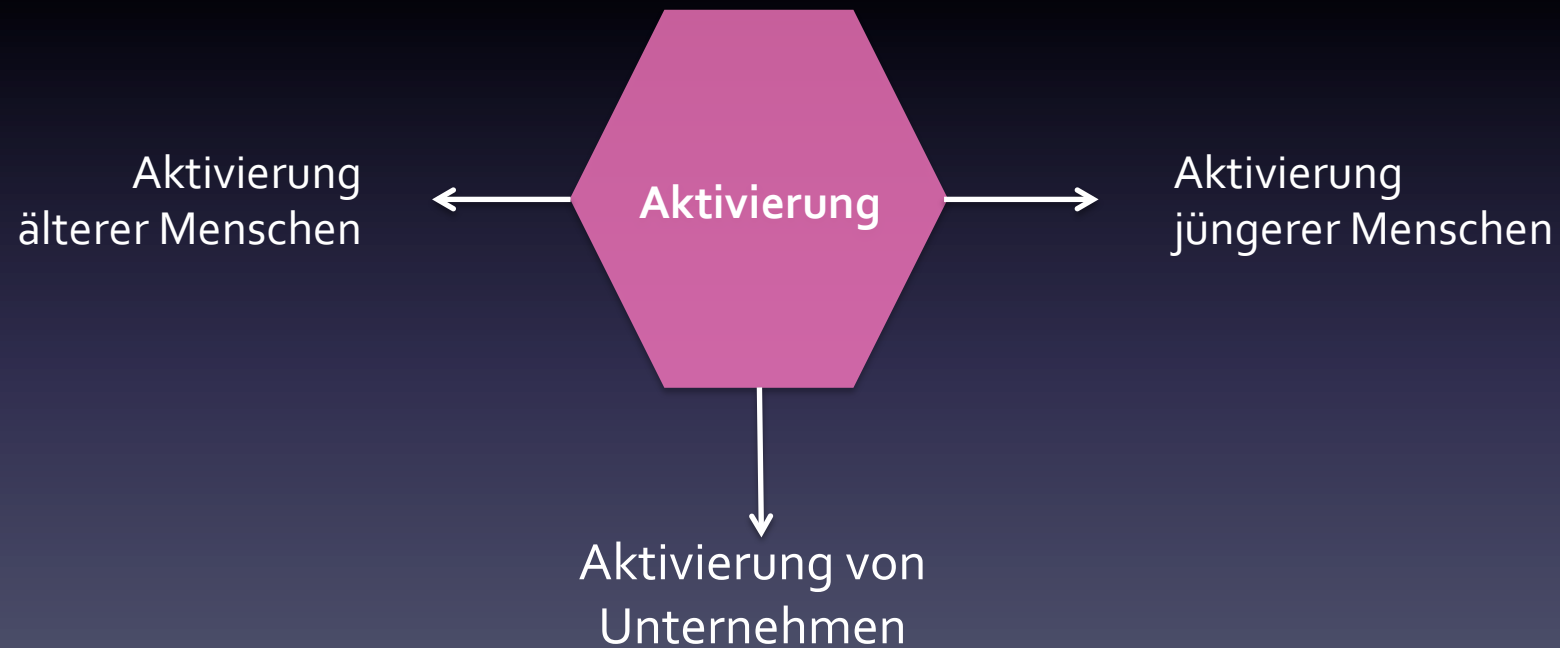 Aktivierung
älterer Menschen
Aktivierung
Aktivierung
jüngerer Menschen
Aktivierung von
Unternehmen